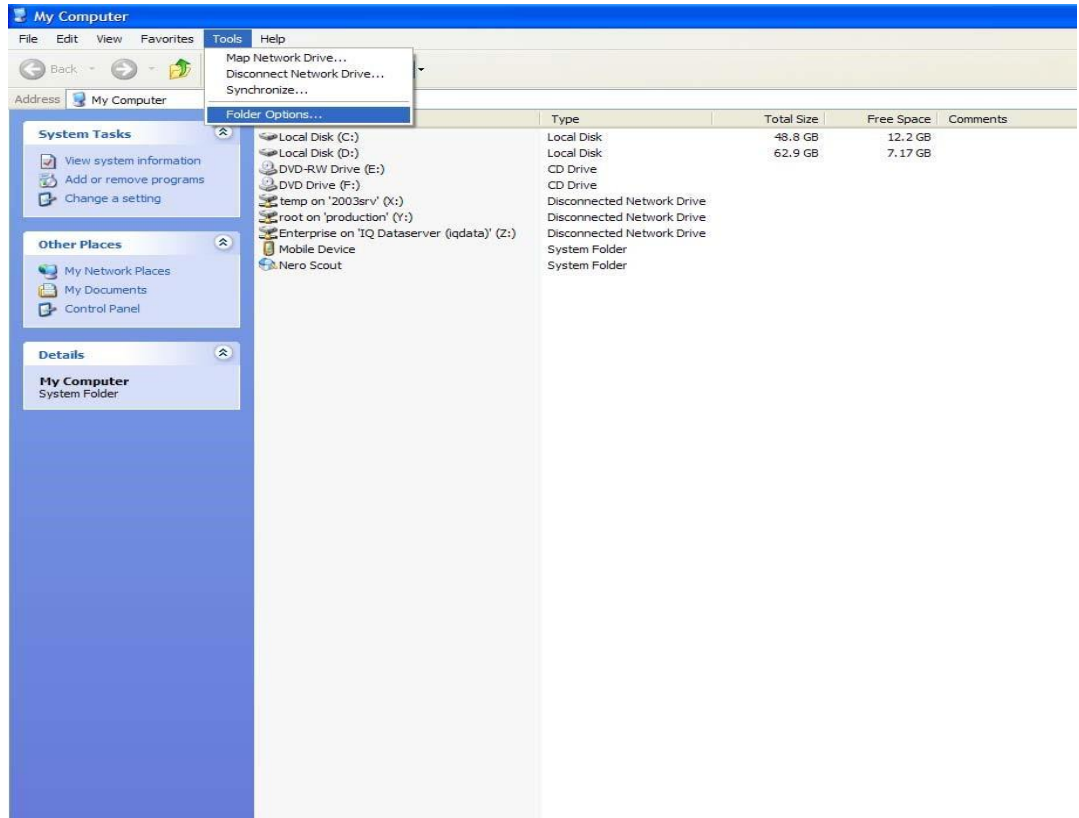 My Computer
File Edit View Favorites Tools Help
Back
Map Network Drive...
Disconnect Network Drive...
Synchronize...
Folder Options...
Address My Computer
Type Total Size Free Space Comments
System Tasks
View system information
Add or remove programs
Change a setting
Other Places
My Network Places
My Documents
Control Panel
Details
My Computer
System Folder
Local Disk (C:) Local Disk 48.8 GB 12.2 GB
Local Disk (D:) Local Disk 62.9 GB 7.17 GB
DVD-RW Drive (E:) CD Drive
DVD Drive (F:) CD Drive
temp on '2003srv' (X:) Disconnected Network Drive
root on 'production' (Y:) Disconnected Network Drive
Enterprise on 'IQ Dataserver (iqdata)' (Z:) Disconnected Network Drive
Mobile Device System Folder
Nero Scout System Folder